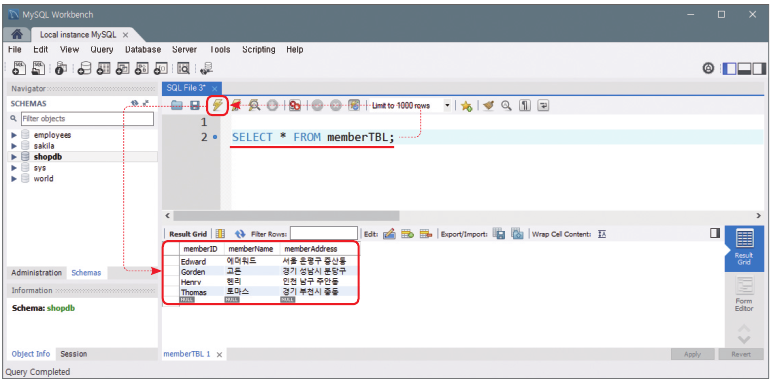 MySQL Workbench
Local instance MySQL ×
File Edit View Query Database Server Tools Scripting Help
Navigator
SQL File 3* ×
SCHEMAS
Limit to 1000 rows
Filter objects
1
employees
2 SELECT * FROM memberTBL;
sakila
shopdb
sys
world
Result Grid Filter Rows: Edit: Export/Import: Wrap Cell Content:
memberID memberName memberAddress
Edward 에더워드 서울 은평구 증산동
Gorden 고든 경기 성남시 분당구
Henry 헨리 인천 남구 주안동
Thomas 토마스 경기 부천시 중동
NULL NULL NULL
Result Grid
Form Editor
Administration Schemas
Information
Schema: shopdb
Object Info Session
memberTBL 1 ×
Apply Revert
Query Completed